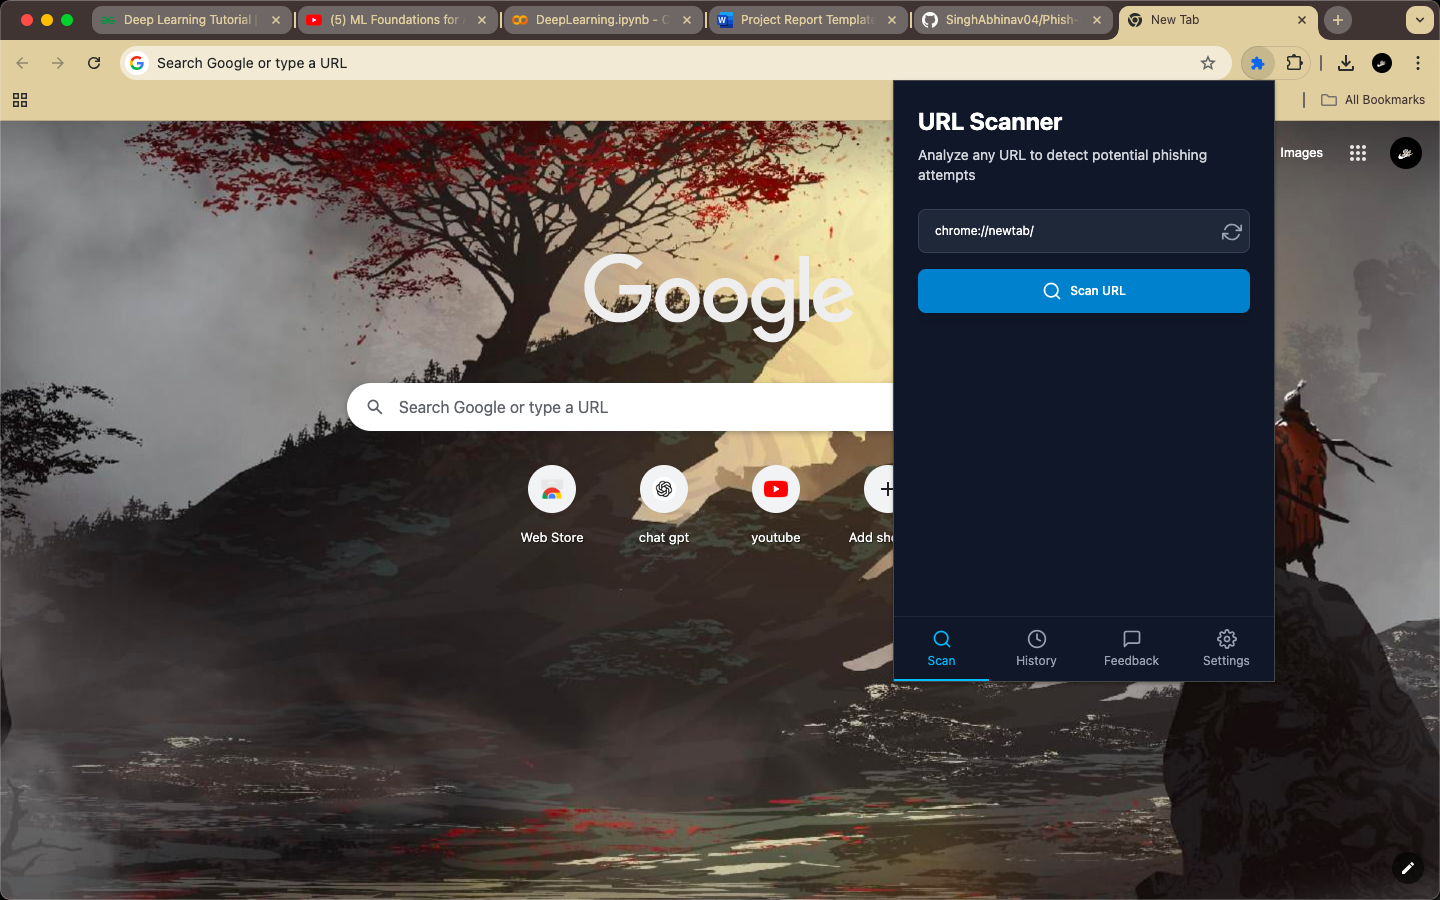 Deep Learning Tutorial
(5) ML Foundations for
DeepLearning.ipynb - C
Project Report Template
SinghAbhinav04/Phish-
New Tab
Search Google or type a URL
All Bookmarks
URL Scanner
Analyze any URL to detect potential phishing
attempts
Images
chrome://newtab/
Scan URL
Google
Search Google or type a URL
Web Store
chat gpt
youtube
Add sho
Scan
History
Feedback
Settings